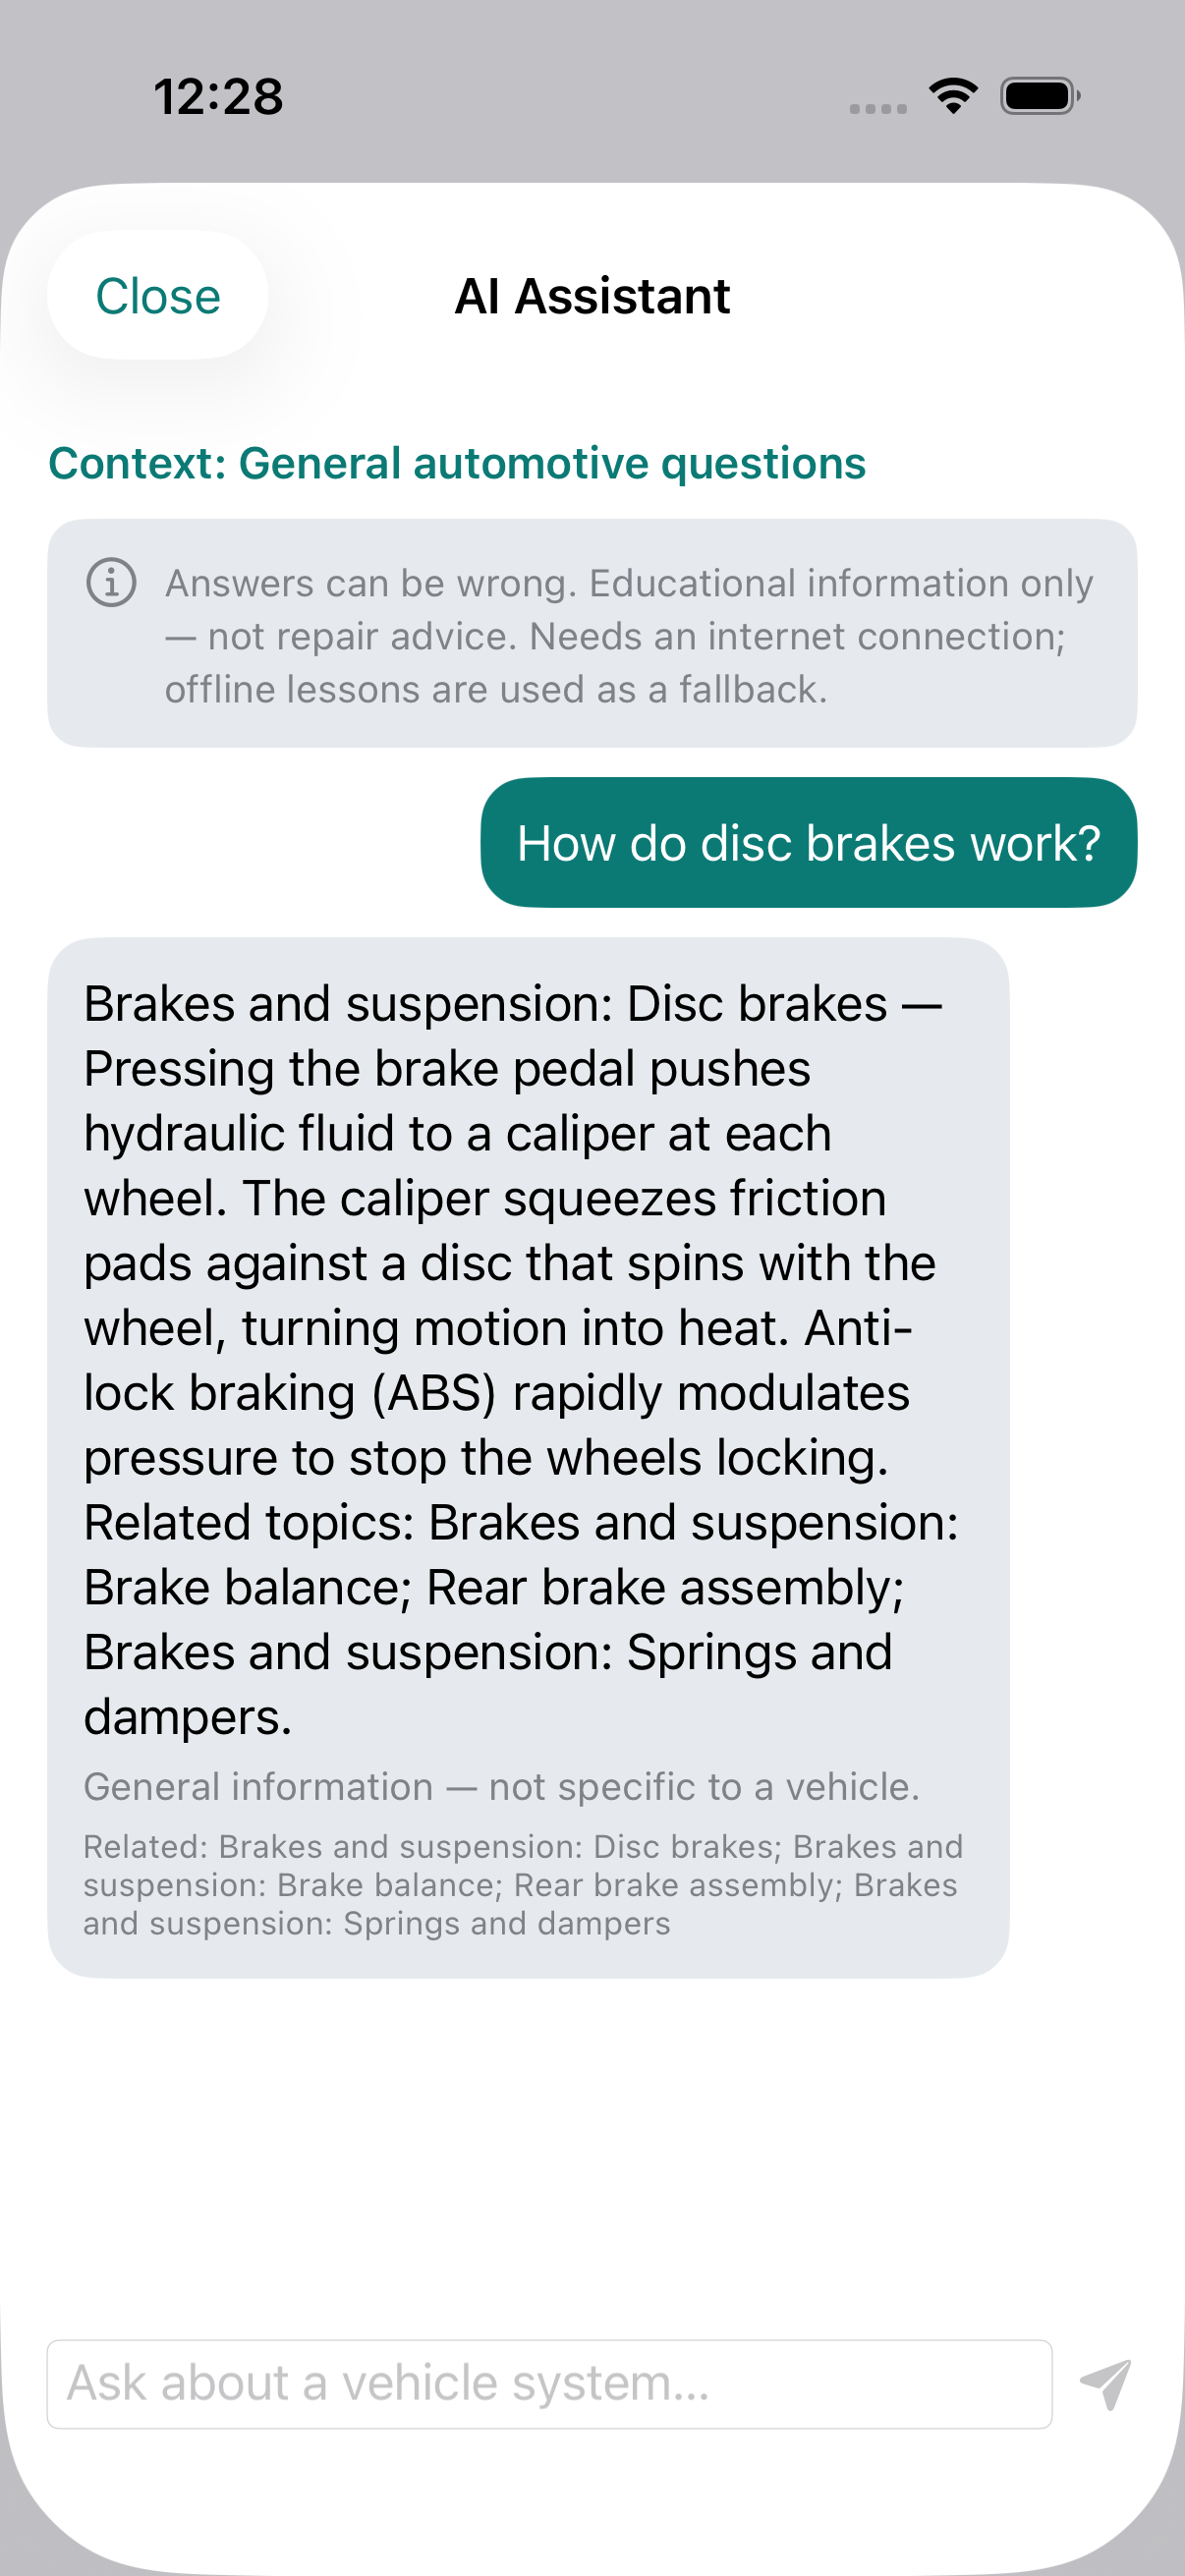 12:28
Close
AI Assistant
Context: General automotive questions
Answers can be wrong. Educational information only
— not repair advice. Needs an internet connection;
offline lessons are used as a fallback.
How do disc brakes work?
Brakes and suspension: Disc brakes —
Pressing the brake pedal pushes
hydraulic fluid to a caliper at each
wheel. The caliper squeezes friction
pads against a disc that spins with the
wheel, turning motion into heat. Anti-
lock braking (ABS) rapidly modulates
pressure to stop the wheels locking.
Related topics: Brakes and suspension:
Brake balance; Rear brake assembly;
Brakes and suspension: Springs and
dampers.
General information — not specific to a vehicle.
Related: Brakes and suspension: Disc brakes; Brakes and
suspension: Brake balance; Rear brake assembly; Brakes
and suspension: Springs and dampers
Ask about a vehicle system...